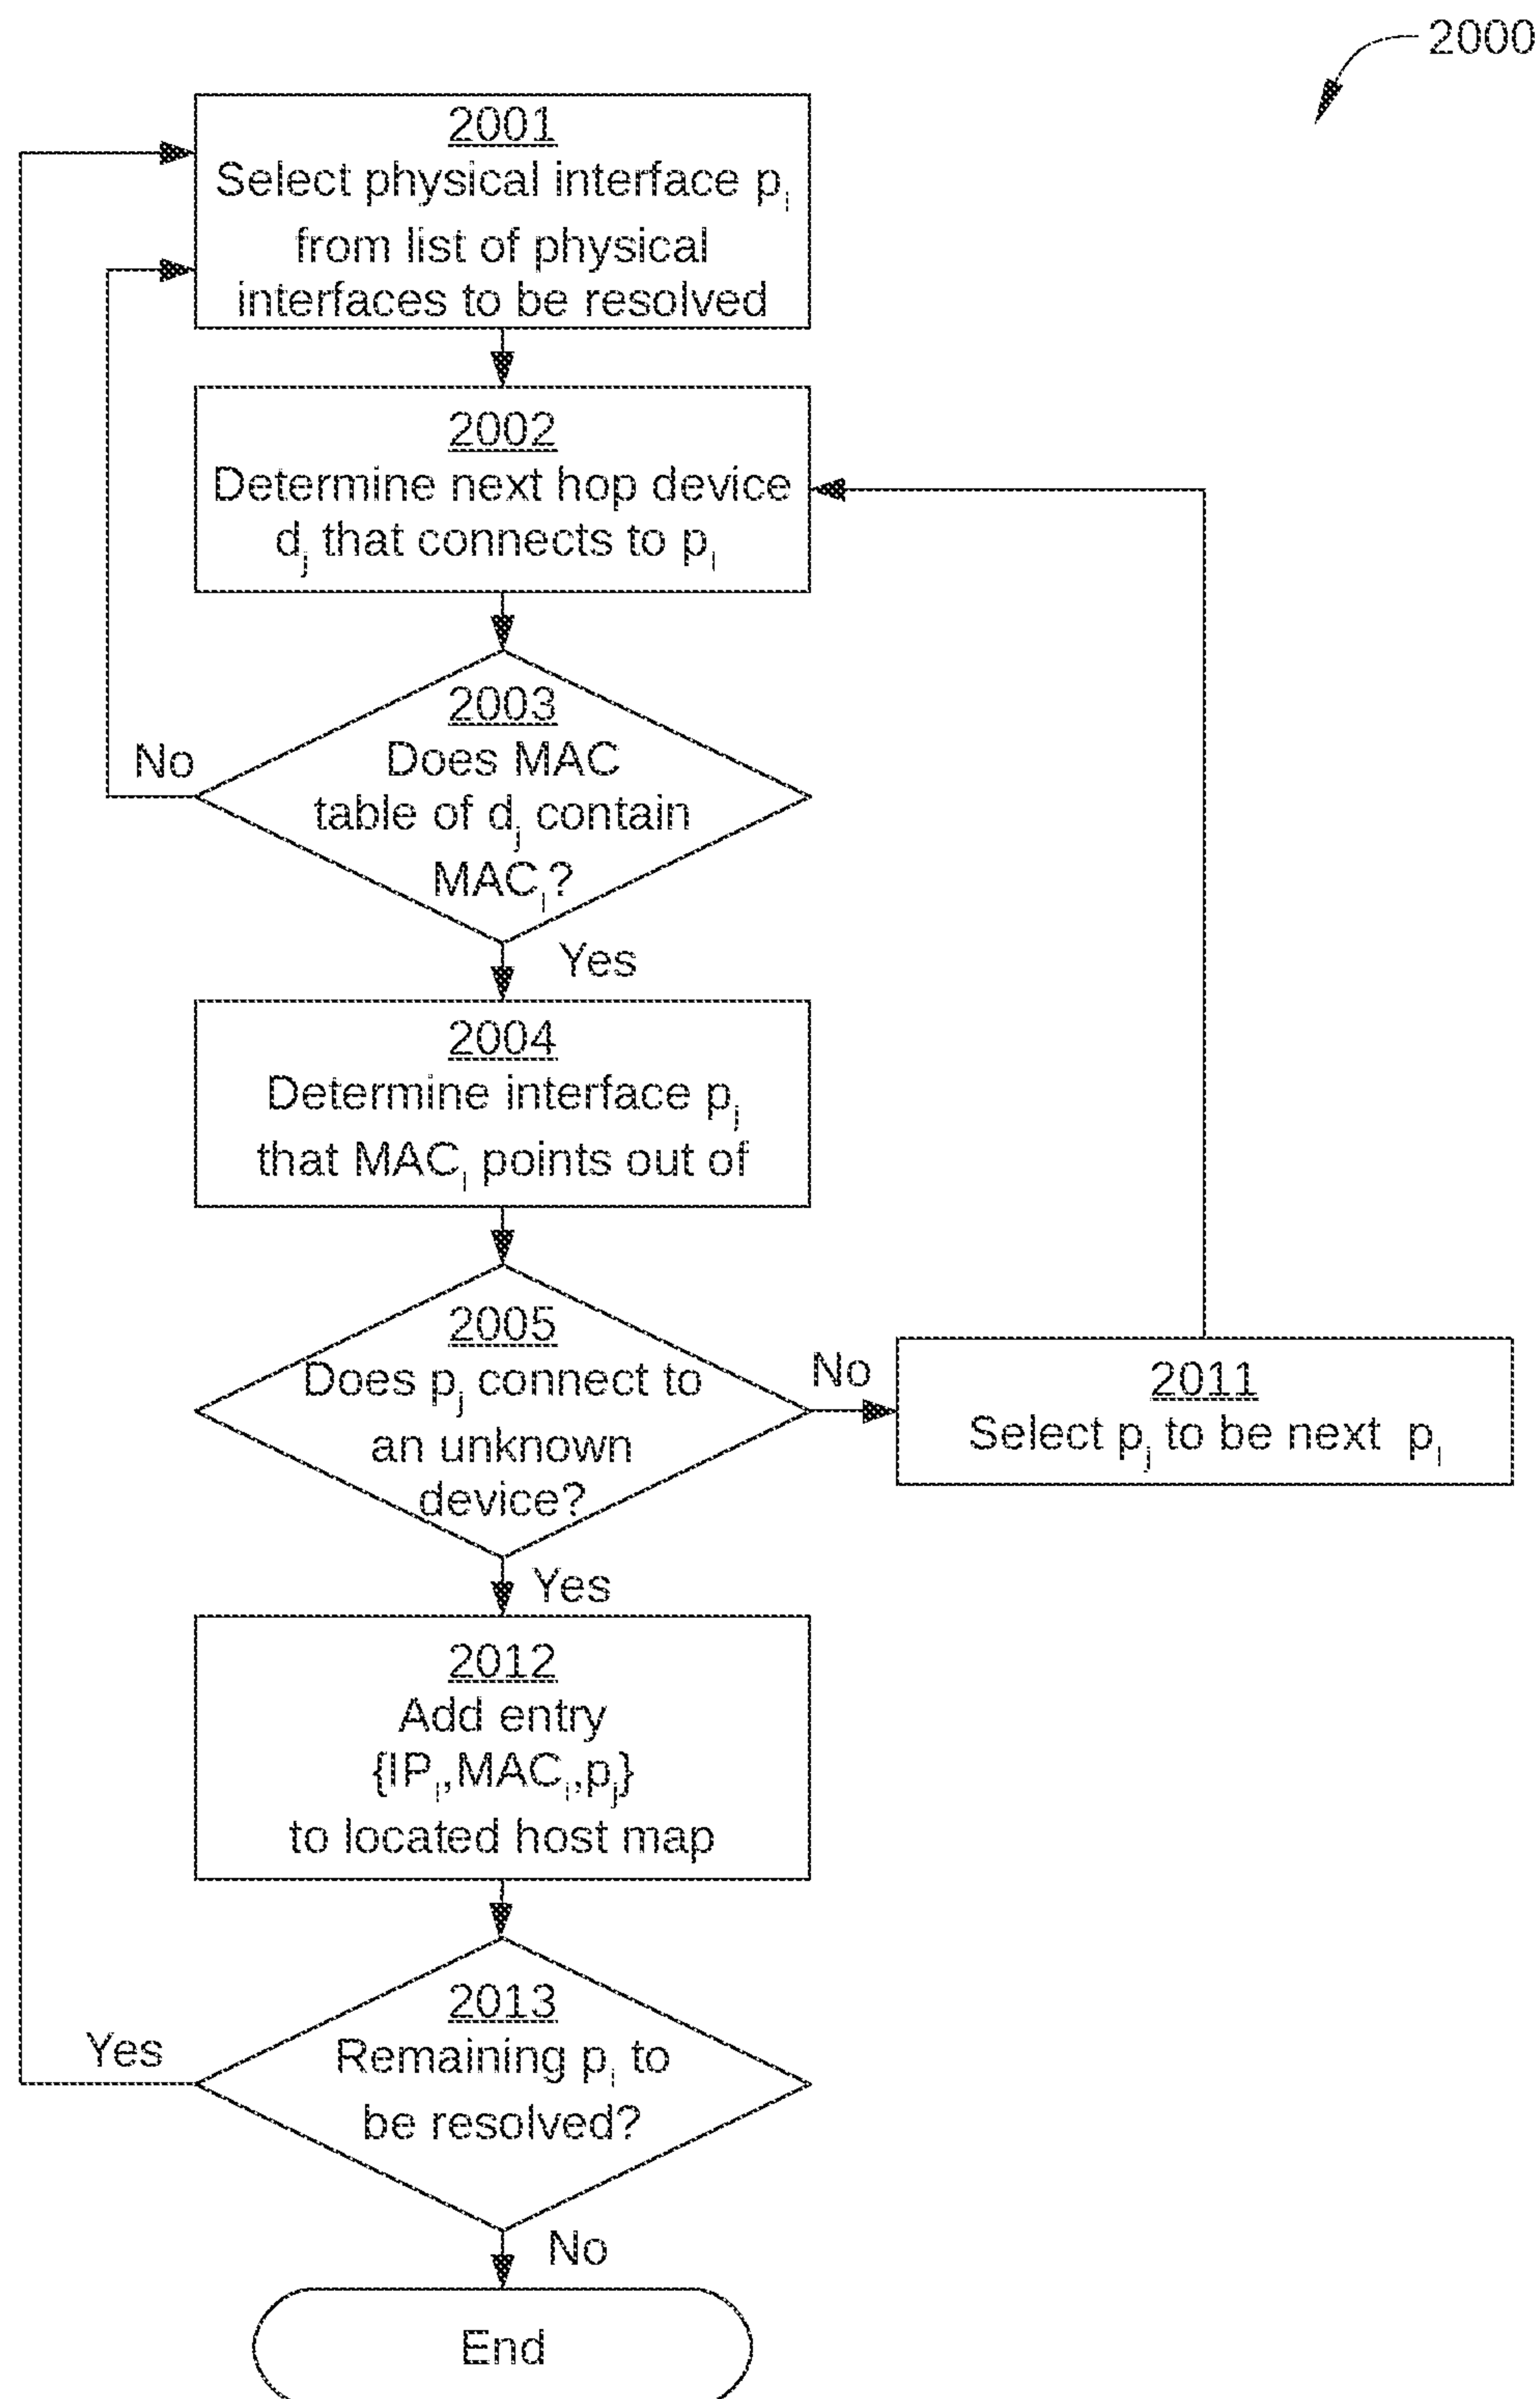 2000
2001
Select physical interface pᵢ
from list of physical
interfaces to be resolved
2002
Determine next hop device
dⱼ that connects to pᵢ
2003
Does MAC
table of dⱼ contain
MACᵢ?
No
Yes
2004
Determine interface pⱼ
that MACᵢ points out of
2005
Does pⱼ connect to
an unknown
device?
No
2011
Select pⱼ to be next pᵢ
Yes
2012
Add entry
{IPᵢ,MACᵢ,pⱼ}
to located host map
2013
Remaining pᵢ to
be resolved?
Yes
No
End